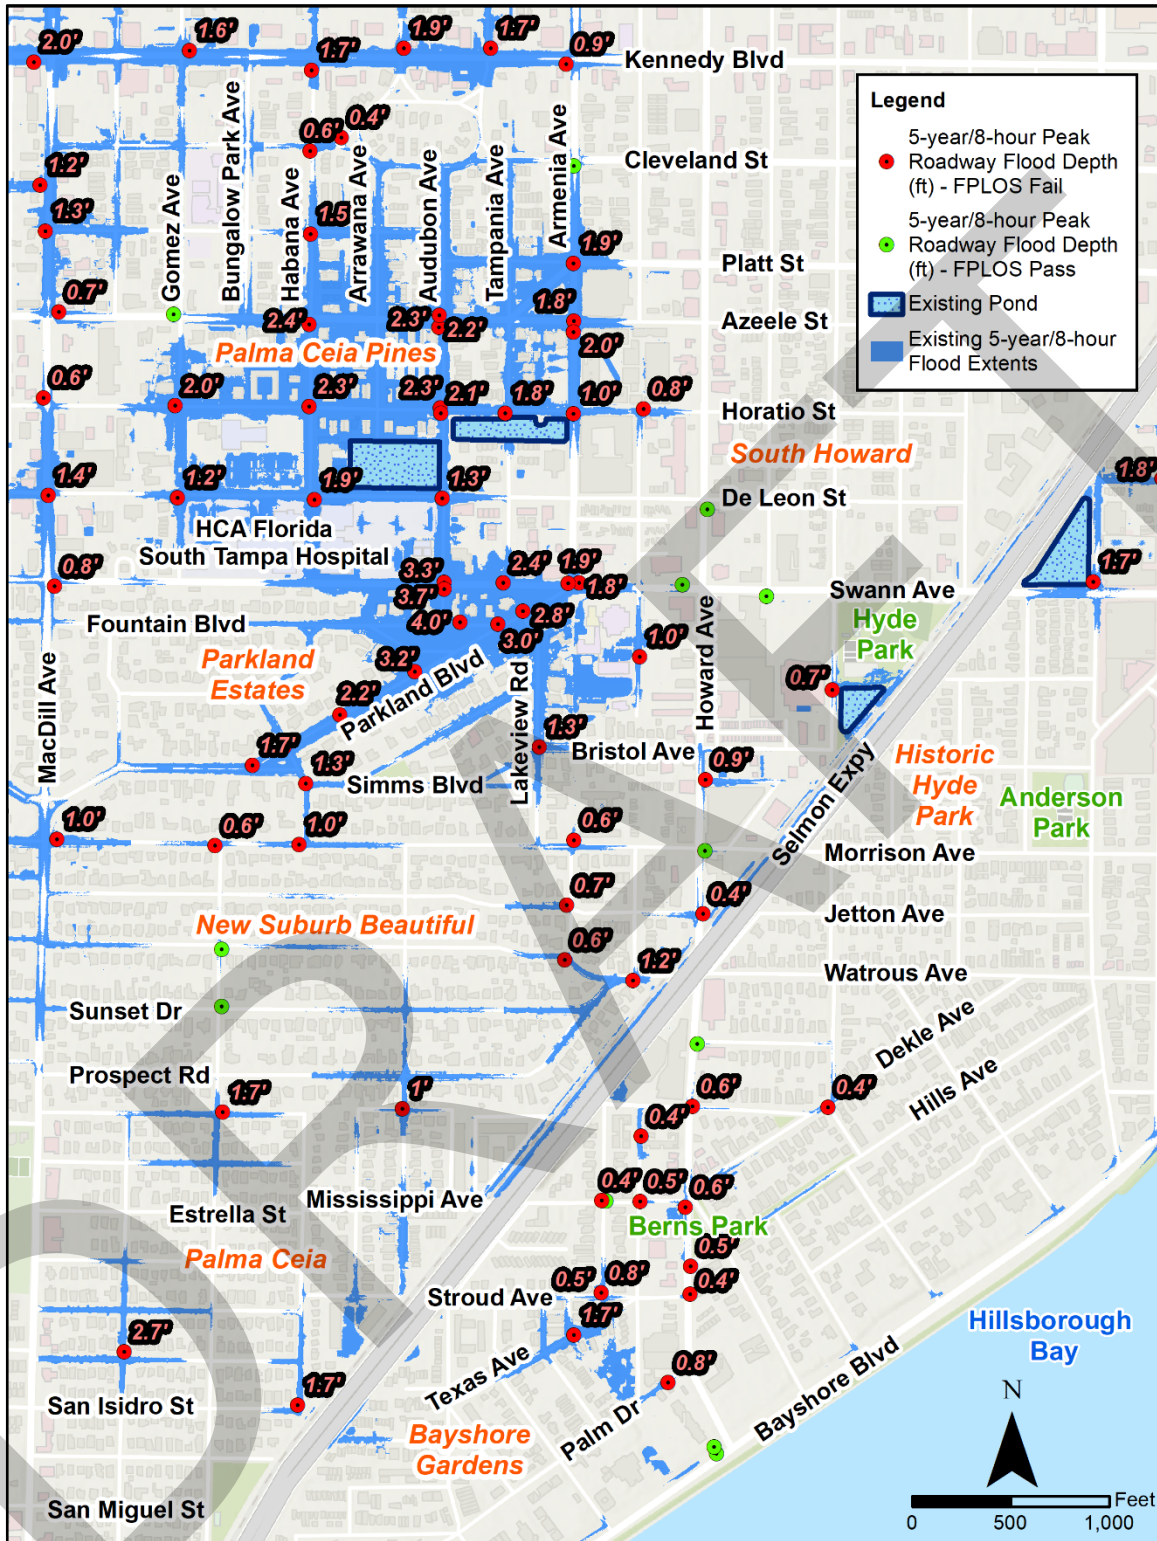 2.0'
1.6'
1.7'
1.9'
1.7'
0.9'
Kennedy Blvd
Legend
5-year/8-hour Peak
Roadway Flood Depth
(ft) - FPLOS Fail
5-year/8-hour Peak
Roadway Flood Depth
(ft) - FPLOS Pass
Existing Pond
Existing 5-year/8-hour
Flood Extents
0.6'
0.4'
Cleveland St
1.2'
1.3'
Gomez Ave
Bungalow Park Ave
Habana Ave
Arrawana Ave
Audubon Ave
Tampania Ave
Armenia Ave
1.5
1.9'
Platt St
0.7'
2.4'
2.3'
2.2'
1.8'
2.0'
Azeele St
Palma Ceia Pines
0.6'
2.0'
2.3'
2.3'
2.1'
1.8'
1.0'
0.8'
Horatio St
South Howard
1.4'
1.2'
1.9'
1.3'
De Leon St
1.8'
HCA Florida
South Tampa Hospital
0.8'
3.3'
3.7'
2.4'
1.9'
1.8'
1.7'
Swann Ave
Hyde
Park
Fountain Blvd
4.0'
2.8'
3.0'
1.0'
Howard Ave
Parkland
Estates
3.2'
2.2'
Parkland Blvd
Lakeview Rd
0.7'
MacDill Ave
1.7'
1.3'
Simms Blvd
1.3'
Bristol Ave
0.9'
Selmon Expy
Historic
Hyde
Park
Anderson
Park
1.0'
0.6'
1.0'
0.6'
Morrison Ave
0.7'
0.4'
Jetton Ave
New Suburb Beautiful
0.6'
1.2'
Watrous Ave
Sunset Dr
Dekle Ave
Prospect Rd
1.7'
1'
0.4'
0.6'
0.4'
Hills Ave
Mississippi Ave
0.4'
0.5'
0.6'
Estrella St
Berns Park
Palma Ceia
0.5'
0.5'
0.8'
0.4'
Stroud Ave
1.7'
2.7'
Hillsborough
Bay
Texas Ave
0.8'
1.7'
San Isidro St
Palm Dr
Bayshore Blvd
Bayshore
Gardens
N
San Miguel St
Feet
0 500 1,000
DRAFT